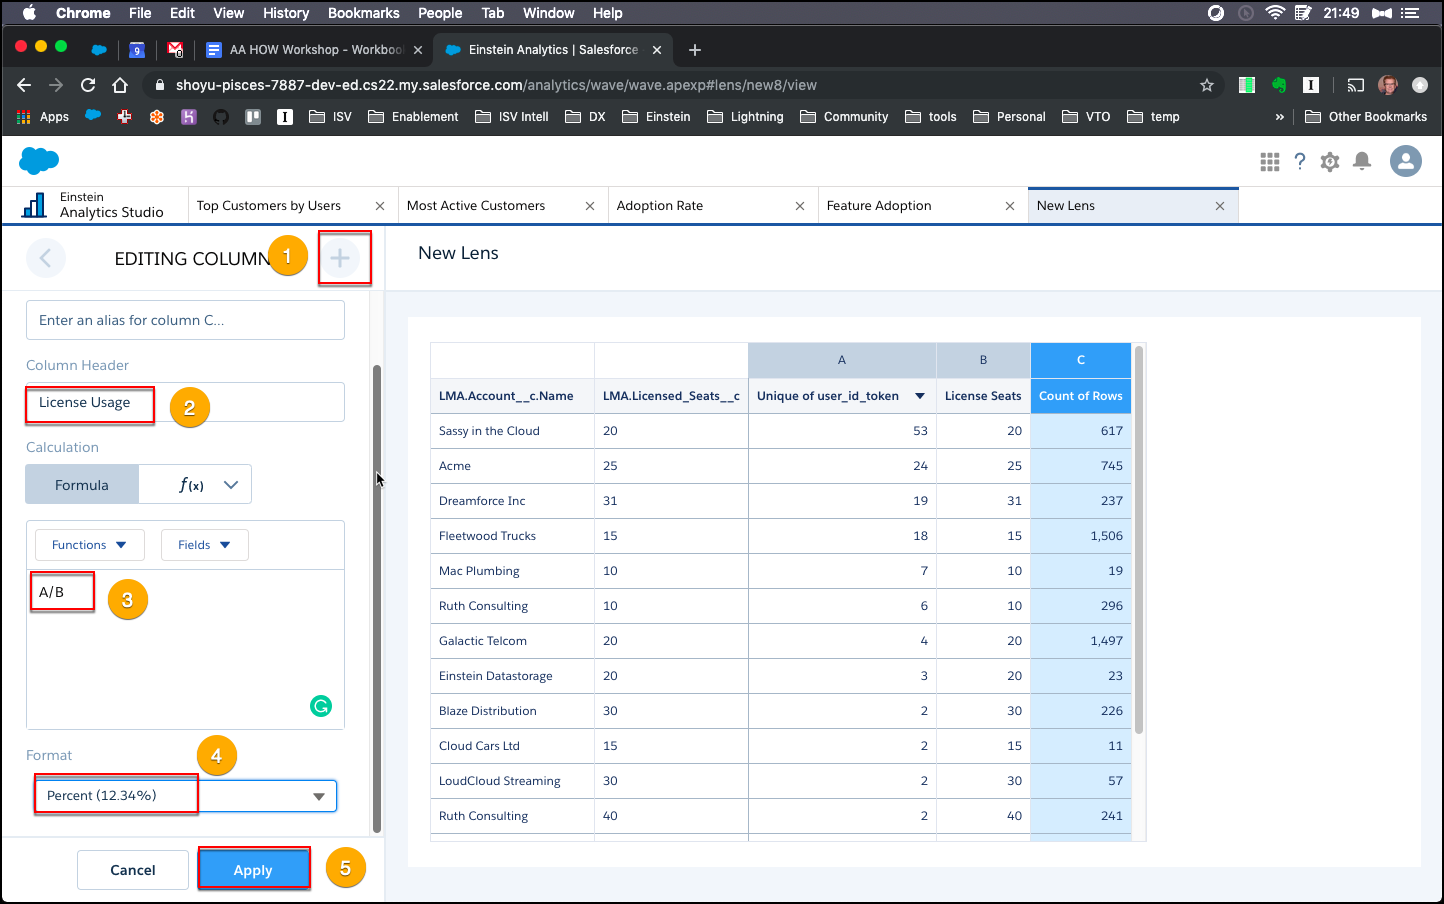 Chrome File Edit View History Bookmarks People Tab Window Help 21:49
9 0 AA HOW Workshop - Workboo Einstein Analytics | Salesforce
shoyu-pisces-7887-dev-ed.cs22.my.salesforce.com/analytics/wave/wave.apexp#lens/new8/view
Apps ISV Enablement ISV Intell DX Einstein Lightning Community tools Personal VTO temp » Other Bookmarks
Einstein
Analytics Studio
Top Customers by Users Most Active Customers Adoption Rate Feature Adoption New Lens
EDITING COLUMN 1 +
New Lens
Enter an alias for column C...
Column Header
License Usage 2
Calculation
Formula f(x)
Functions Fields
A/B 3
Format 4
Percent (12.34%)
Cancel Apply 5
A B C
LMA.Account__c.Name LMA.Licensed_Seats__c Unique of user_id_token License Seats Count of Rows
Sassy in the Cloud 20 53 20 617
Acme 25 24 25 745
Dreamforce Inc 31 19 31 237
Fleetwood Trucks 15 18 15 1,506
Mac Plumbing 10 7 10 19
Ruth Consulting 10 6 10 296
Galactic Telcom 20 4 20 1,497
Einstein Datastorage 20 3 20 23
Blaze Distribution 30 2 30 226
Cloud Cars Ltd 15 2 15 11
LoudCloud Streaming 30 2 30 57
Ruth Consulting 40 2 40 241